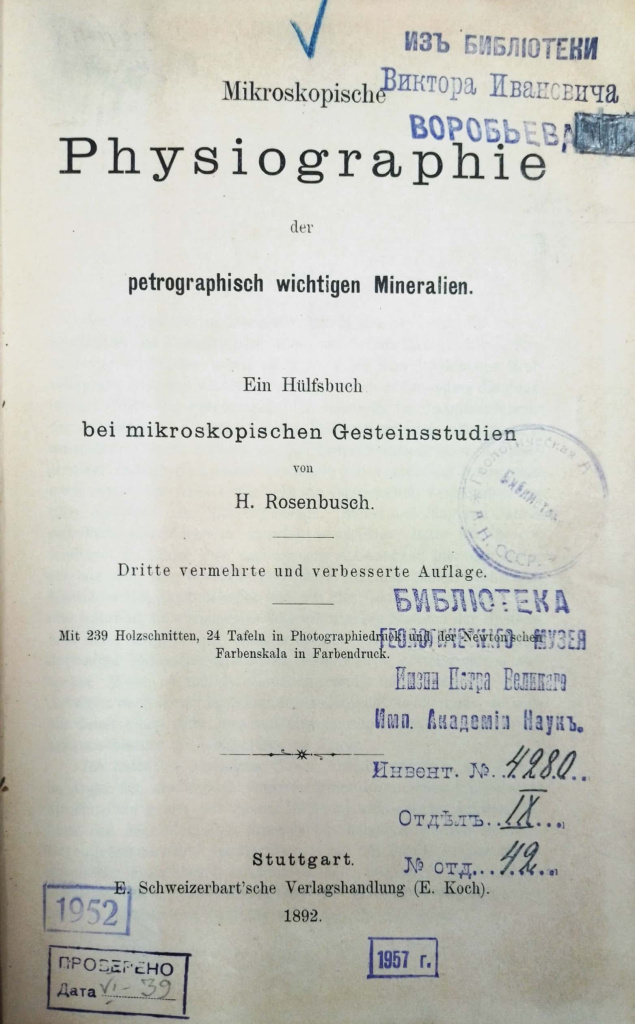 ИЗЪ БИБЛІОТЕКИ
Виктора Ивановича
ВОРОБЬЕВА
Mikroskopische
Physiographie
der
petrographisch wichtigen Mineralien.
Ein Hülfsbuch
bei mikroskopischen Gesteinsstudien
von
H. Rosenbusch.
Библиотека
Н. СССР
Dritte vermehrte und verbesserte Auflage.
БИБЛІОТЕКА
Mit 239 Holzschnitten, 24 Tafeln in Photographiedruck und der Newton'schen
Farbenskala in Farbendruck.
ГЕОЛОГИЧЕСКАГО МУЗЕЯ
Имени Петра Великаго
Имп. Академіи Наукъ.
Инвент. №. 4280.
Отдѣлъ. IX
№ отд. 42
Stuttgart.
E. Schweizerbart'sche Verlagshandlung (E. Koch).
1892.
1952
1957 г.
ПРОВЕРЕНО
Дата VI - 39